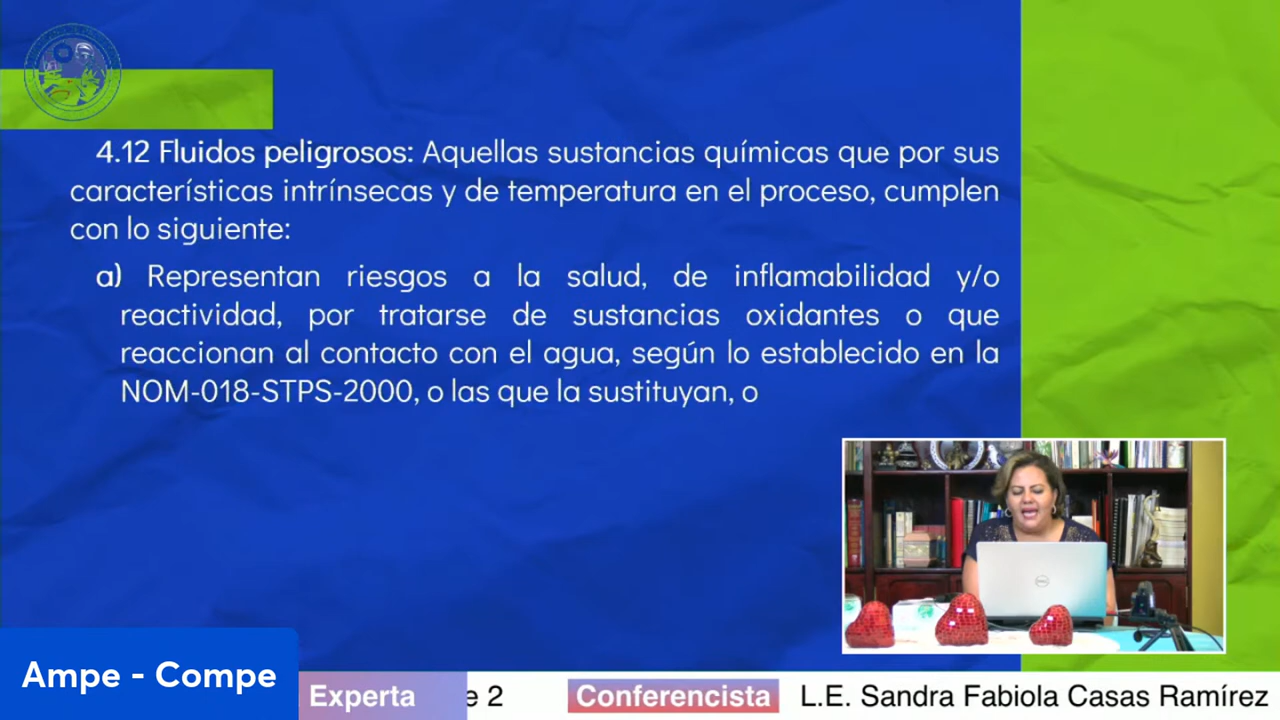 4.12 Fluidos peligrosos: Aquellas sustancias químicas que por sus
características intrínsecas y de temperatura en el proceso, cumplen
con lo siguiente:
a) Representan riesgos a la salud, de inflamabilidad y/o
reactividad, por tratarse de sustancias oxidantes o que
reaccionan al contacto con el agua, según lo establecido en la
NOM-018-STPS-2000, o las que la sustituyan, o
Ampe - Compe
Experta
e 2
Conferencista
L.E. Sandra Fabiola Casas Ramírez